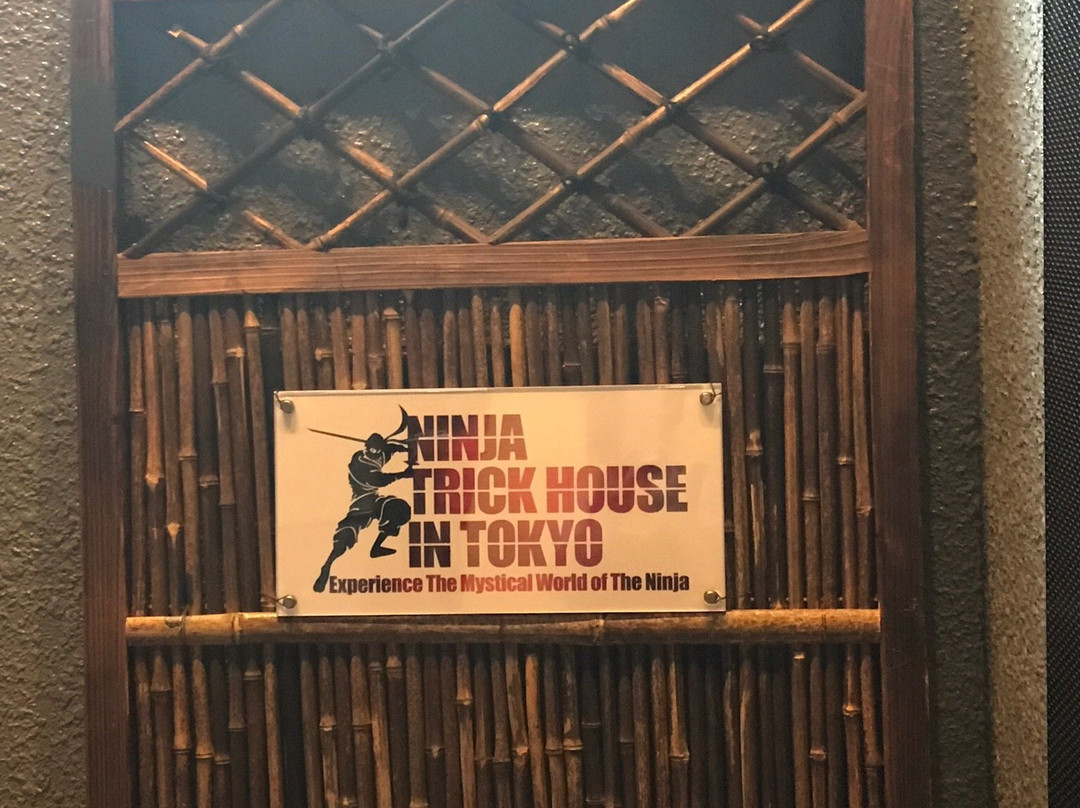 NINJA
TRICK HOUSE
IN TOKYO
Experience The Mystical World of The Ninja